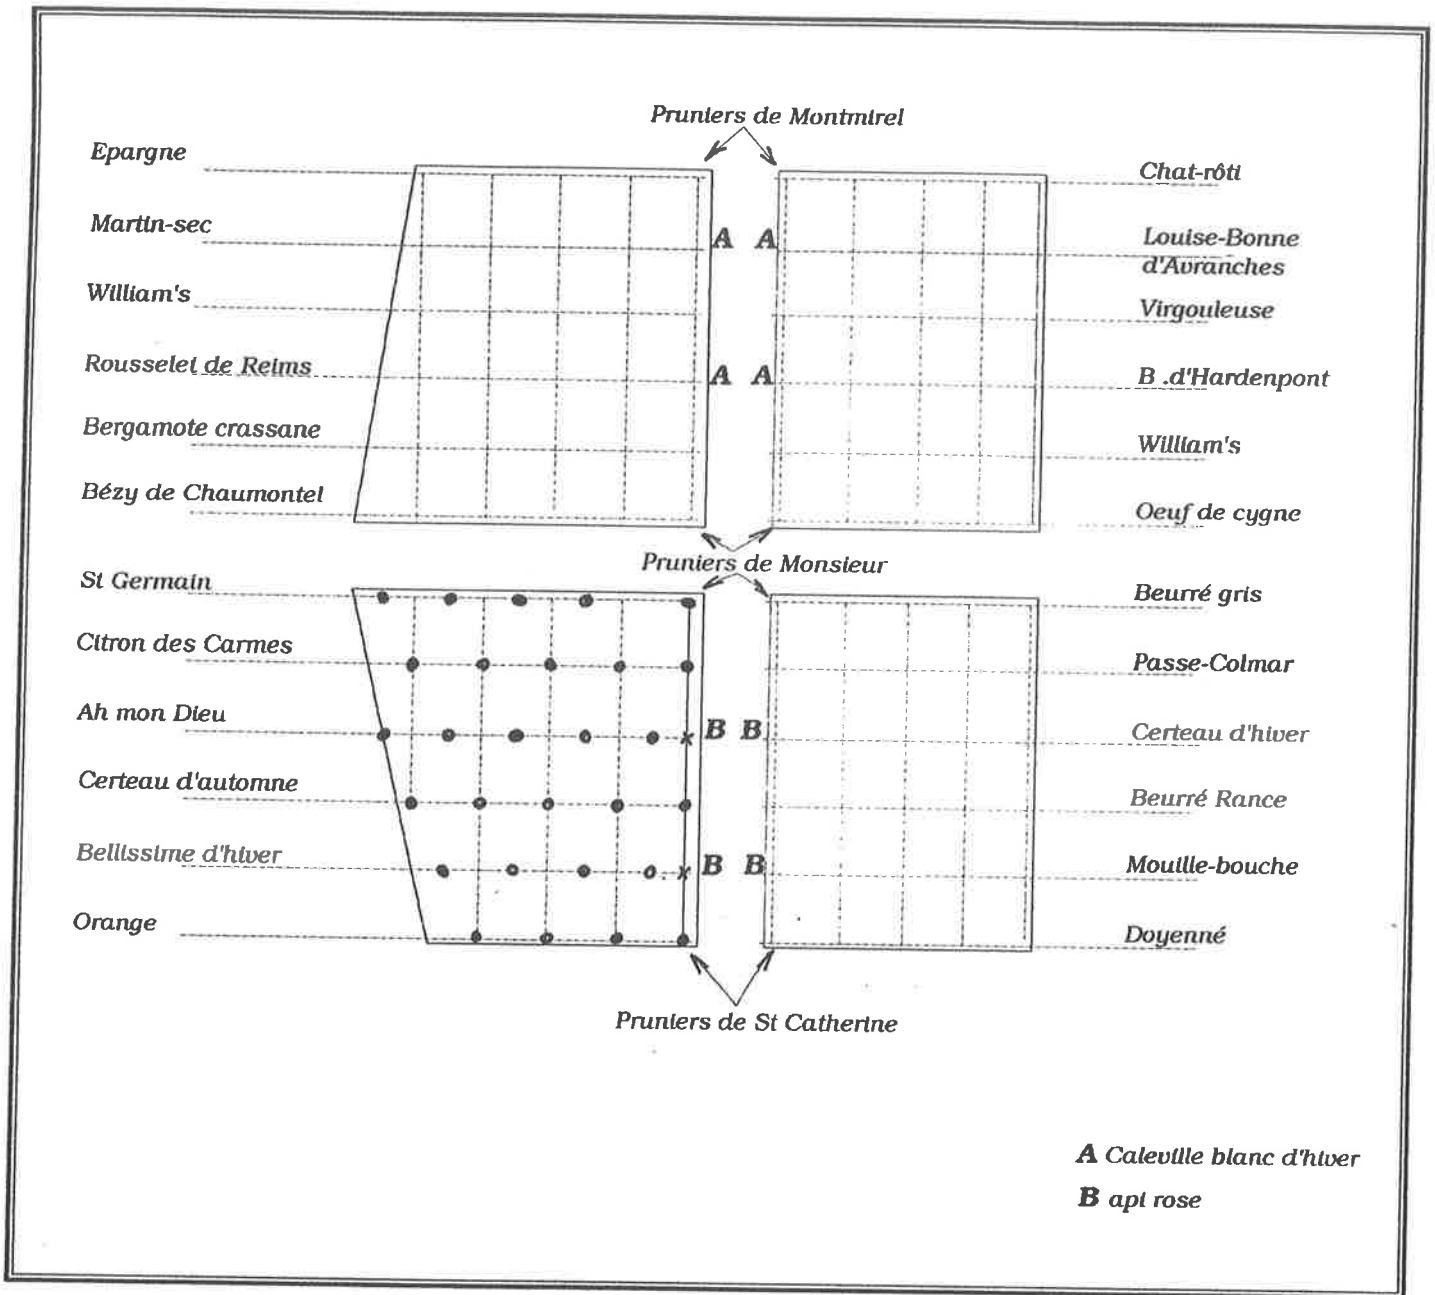 Pruniers de Montmirel
Epargne
Chat-rôti
Martin-sec
A A
Louise-Bonne
d'Avranches
William's
Virgouleuse
Rousselet de Reims
A A
B .d'Hardenpont
Bergamote crassane
William's
Bézy de Chaumontel
Oeuf de cygne
Pruniers de Monsieur
St Germain
Beurré gris
Citron des Carmes
Passe-Colmar
Ah mon Dieu
B B
Certeau d'hiver
Certeau d'automne
Beurré Rance
Bellissime d'hiver
B B
Mouille-bouche
Orange
Doyenné
Pruniers de St Catherine
A Caleville blanc d'hiver
B api rose